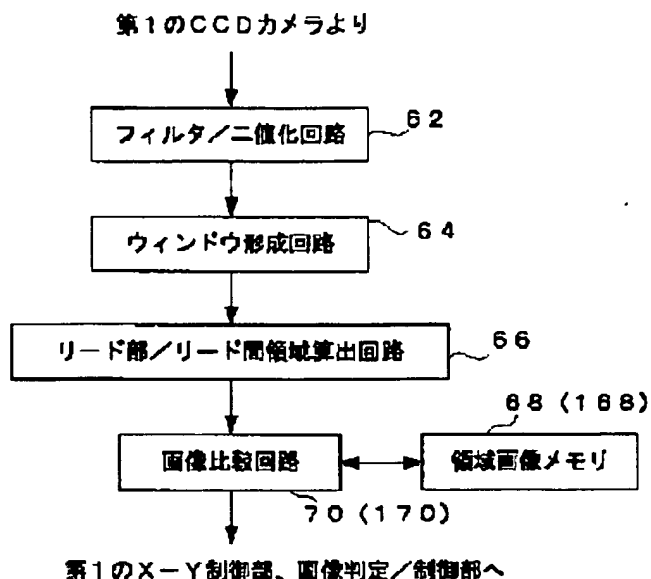 第1のCCDカメラより
フィルタ/二値化回路
62
ウィンドウ形成回路
64
リード部/リード間領域算出回路
66
68(168)
画像比較回路
領域画像メモリ
70(170)
第1のX-Y制御部、画像判定/制御部へ